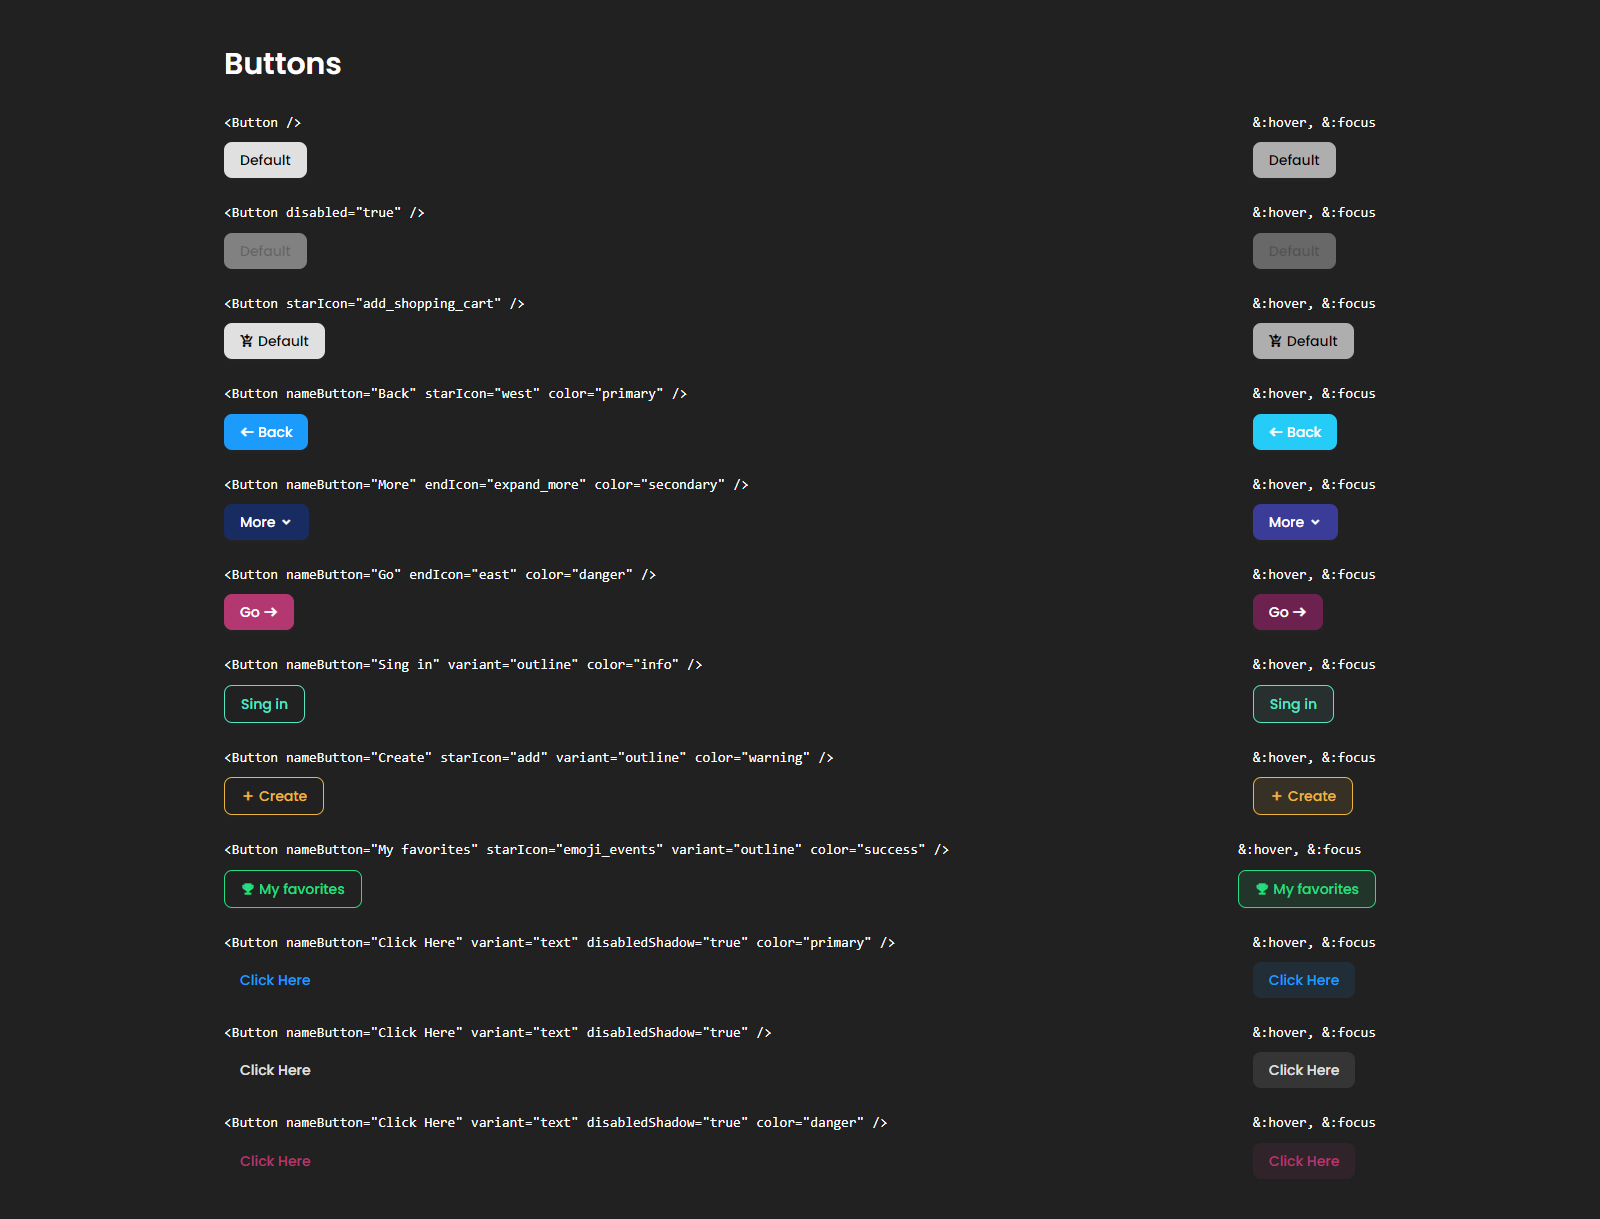 Buttons
<Button />
&:hover, &:focus
Default
Default
<Button disabled="true" />
&:hover, &:focus
Default
Default
<Button starIcon="add_shopping_cart" />
&:hover, &:focus
Default
Default
<Button nameButton="Back" starIcon="west" color="primary" />
&:hover, &:focus
Back
Back
<Button nameButton="More" endIcon="expand_more" color="secondary" />
&:hover, &:focus
More
More
<Button nameButton="Go" endIcon="east" color="danger" />
&:hover, &:focus
Go
Go
<Button nameButton="Sing in" variant="outline" color="info" />
&:hover, &:focus
Sing in
Sing in
<Button nameButton="Create" starIcon="add" variant="outline" color="warning" />
&:hover, &:focus
Create
Create
<Button nameButton="My favorites" starIcon="emoji_events" variant="outline" color="success" />
&:hover, &:focus
My favorites
My favorites
<Button nameButton="Click Here" variant="text" disabledShadow="true" color="primary" />
&:hover, &:focus
Click Here
Click Here
<Button nameButton="Click Here" variant="text" disabledShadow="true" />
&:hover, &:focus
Click Here
Click Here
<Button nameButton="Click Here" variant="text" disabledShadow="true" color="danger" />
&:hover, &:focus
Click Here
Click Here